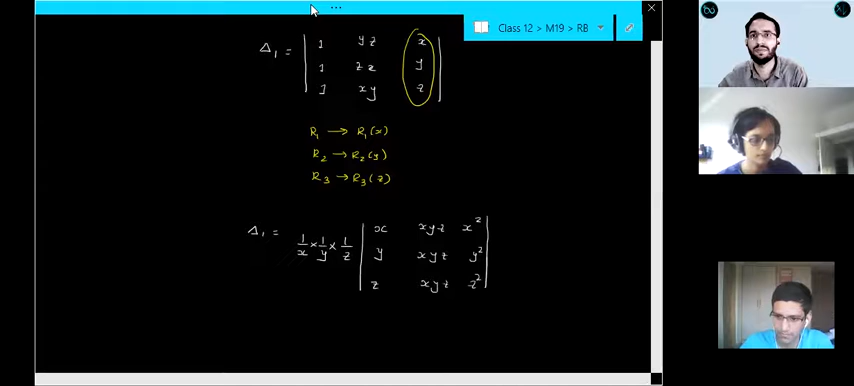 ...
Class 12 > M19 > RB
Δ₁ = | 1 yz x |
| 1 zx y |
| 1 xy z |
R₁ → R₁(x)
R₂ → R₂(y)
R₃ → R₃(z)
Δ₁ = 1/x × 1/y × 1/z | x xyz x² |
| y xyz y² |
| z xyz z² |